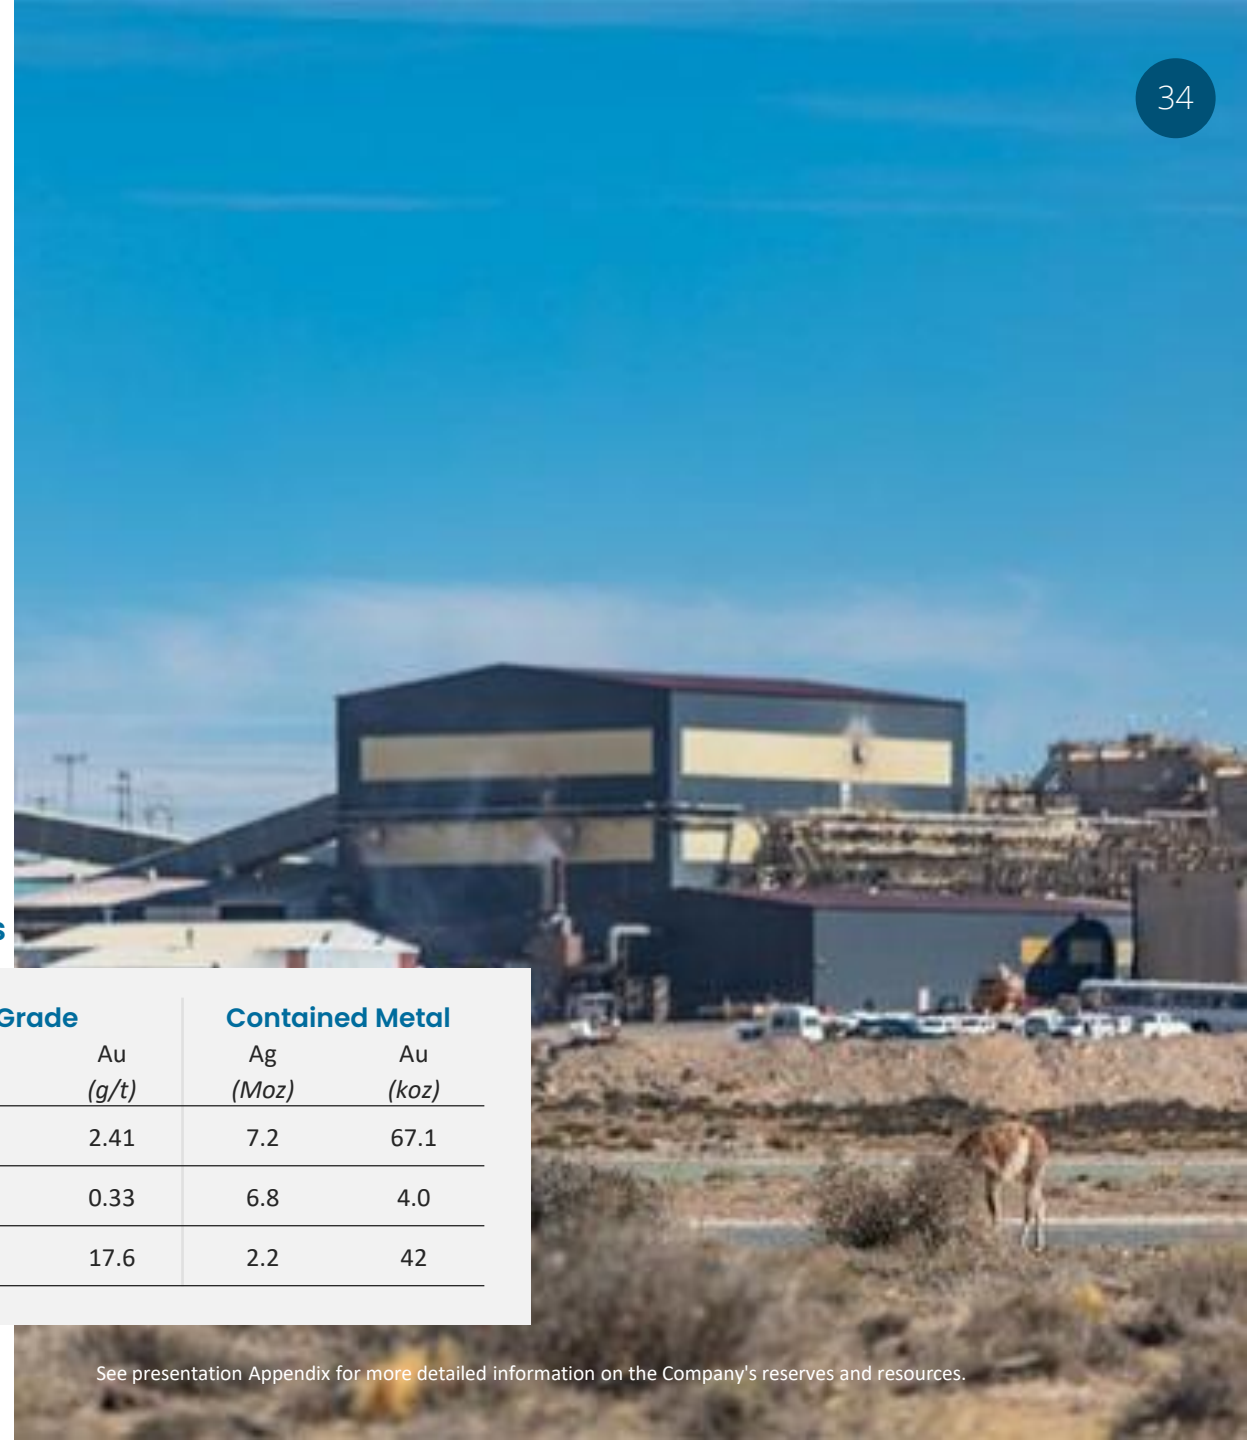 34
Grade Contained Metal
Au Ag Au
(g/t) (Moz) (koz)
2.41 7.2 67.1
0.33 6.8 4.0
17.6 2.2 42
See presentation Appendix for more detailed information on the Company's reserves and resources.